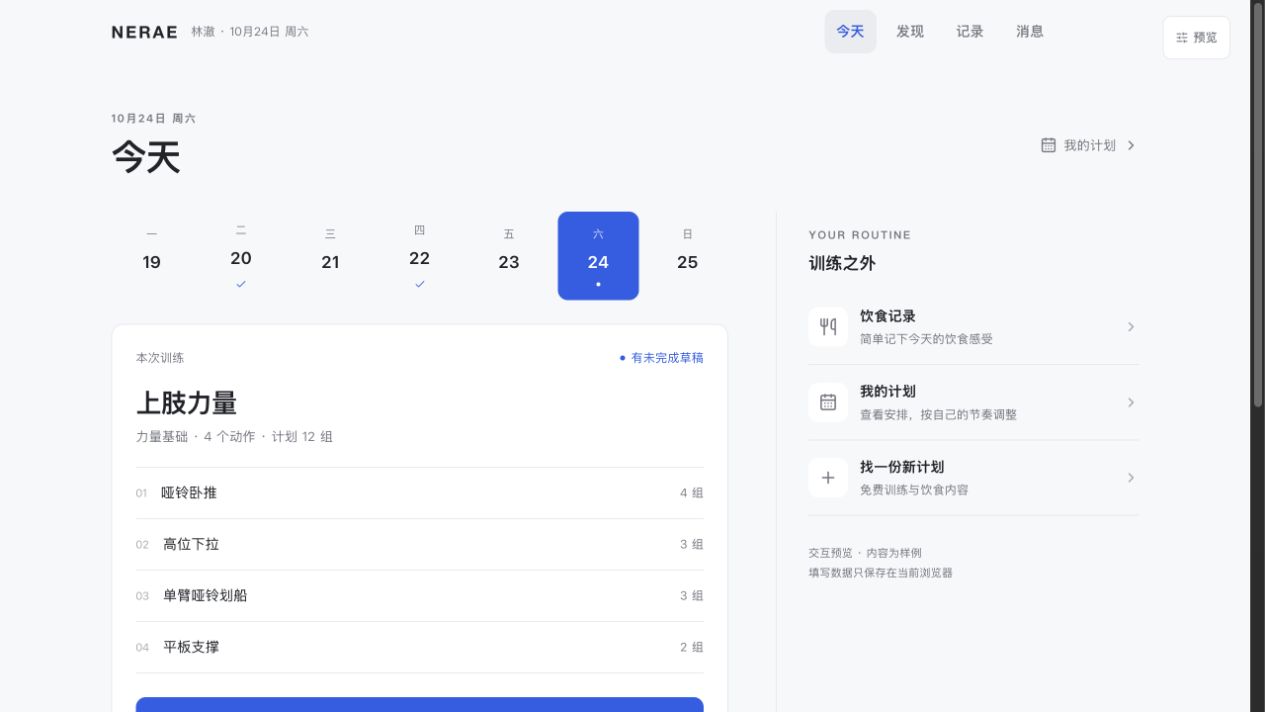 NERAE 林澈 · 10月24日 周六
今天 发现 记录 消息
预览
10月24日 周六
今天
我的计划
一 二 三 四 五 六 日
19 20 21 22 23 24 25
本次训练
有未完成草稿
上肢力量
力量基础 · 4 个动作 · 计划 12 组
01 哑铃卧推 4 组
02 高位下拉 3 组
03 单臂哑铃划船 3 组
04 平板支撑 2 组
YOUR ROUTINE
训练之外
饮食记录
简单记下今天的饮食感受
我的计划
查看安排，按自己的节奏调整
找一份新计划
免费训练与饮食内容
交互预览 · 内容为样例
填写数据只保存在当前浏览器